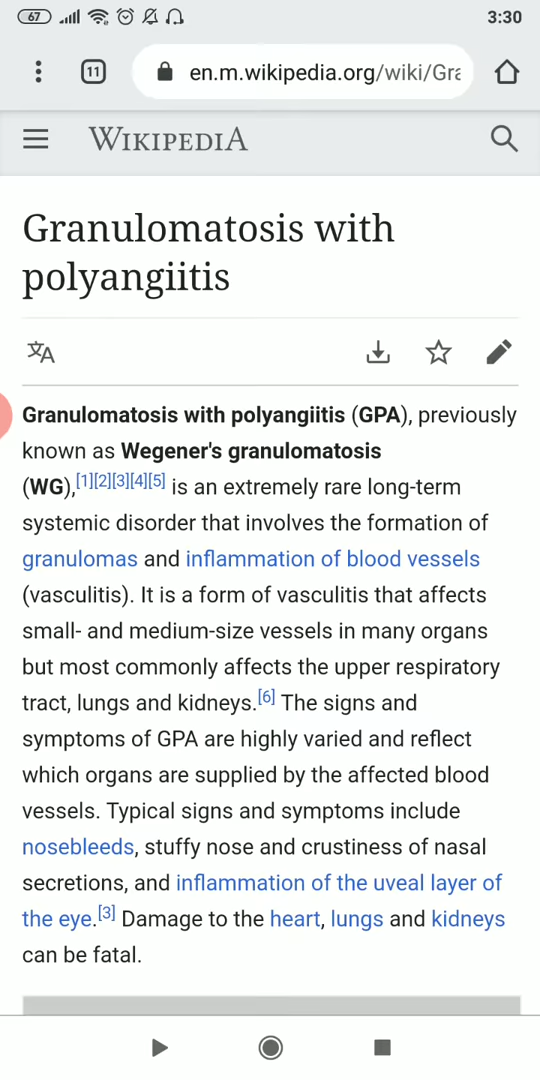 67
3:30
11
en.m.wikipedia.org/wiki/Gra
WIKIPEDIA
Granulomatosis with
polyangiitis
Granulomatosis with polyangiitis (GPA), previously
known as Wegener's granulomatosis
(WG),[1][2][3][4][5] is an extremely rare long-term
systemic disorder that involves the formation of
granulomas and inflammation of blood vessels
(vasculitis). It is a form of vasculitis that affects
small- and medium-size vessels in many organs
but most commonly affects the upper respiratory
tract, lungs and kidneys.[6] The signs and
symptoms of GPA are highly varied and reflect
which organs are supplied by the affected blood
vessels. Typical signs and symptoms include
nosebleeds, stuffy nose and crustiness of nasal
secretions, and inflammation of the uveal layer of
the eye.[3] Damage to the heart, lungs and kidneys
can be fatal.